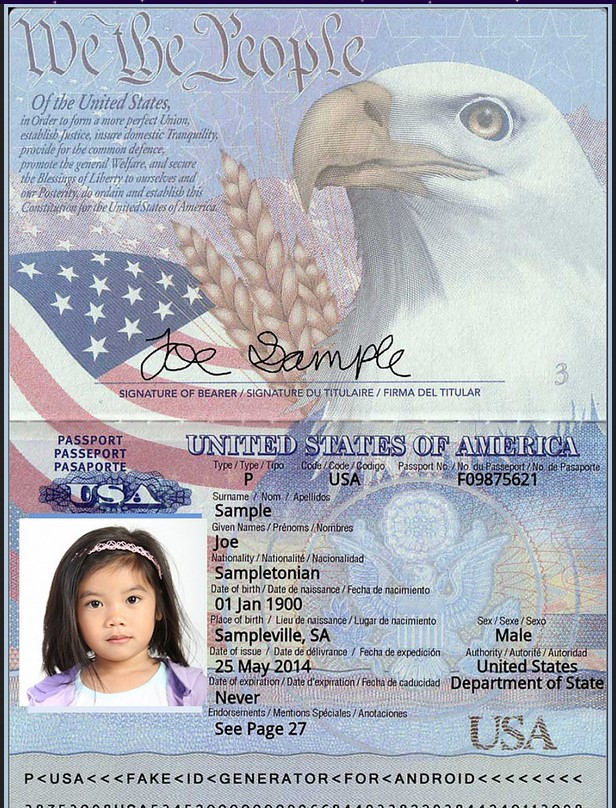 We the People
Of the United States,
in Order to form a more perfect Union,
establish Justice, insure domestic Tranquility,
provide for the common defence,
promote the general Welfare, and secure
the Blessings of Liberty to ourselves and
our Posterity, do ordain and establish this
Constitution for the United States of America.
Joe Sample
3
SIGNATURE OF BEARER / SIGNATURE DU TITULAIRE / FIRMA DEL TITULAR
PASSPORT
PASSEPORT
PASAPORTE
USA
UNITED STATES OF AMERICA
Type / Type / Tipo Code / Code / Codigo Passport No. / No. du Passeport / No. de Pasaporte
P USA F09875621
Surname / Nom / Apellidos
Sample
Given Names / Prénoms / Nombres
Joe
Nationality / Nationalité / Nacionalidad
Sampletonian
Date of birth / Date de naissance / Fecha de nacimiento
01 Jan 1900
Place of birth / Lieu de naissance / Lugar de nacimiento Sex / Sexe / Sexo
Sampleville, SA Male
Date of issue / Date de délivrance / Fecha de expedición Authority / Autorité / Autoridad
25 May 2014 United States
Date of expiration / Date d'expiration / Fecha de caducidad Department of State
Never
Endorsements / Mentions Spéciales / Anotaciones
See Page 27
USA
P<USA<<<FAKE<ID<GENERATOR<FOR<ANDROID<<<<<<<<